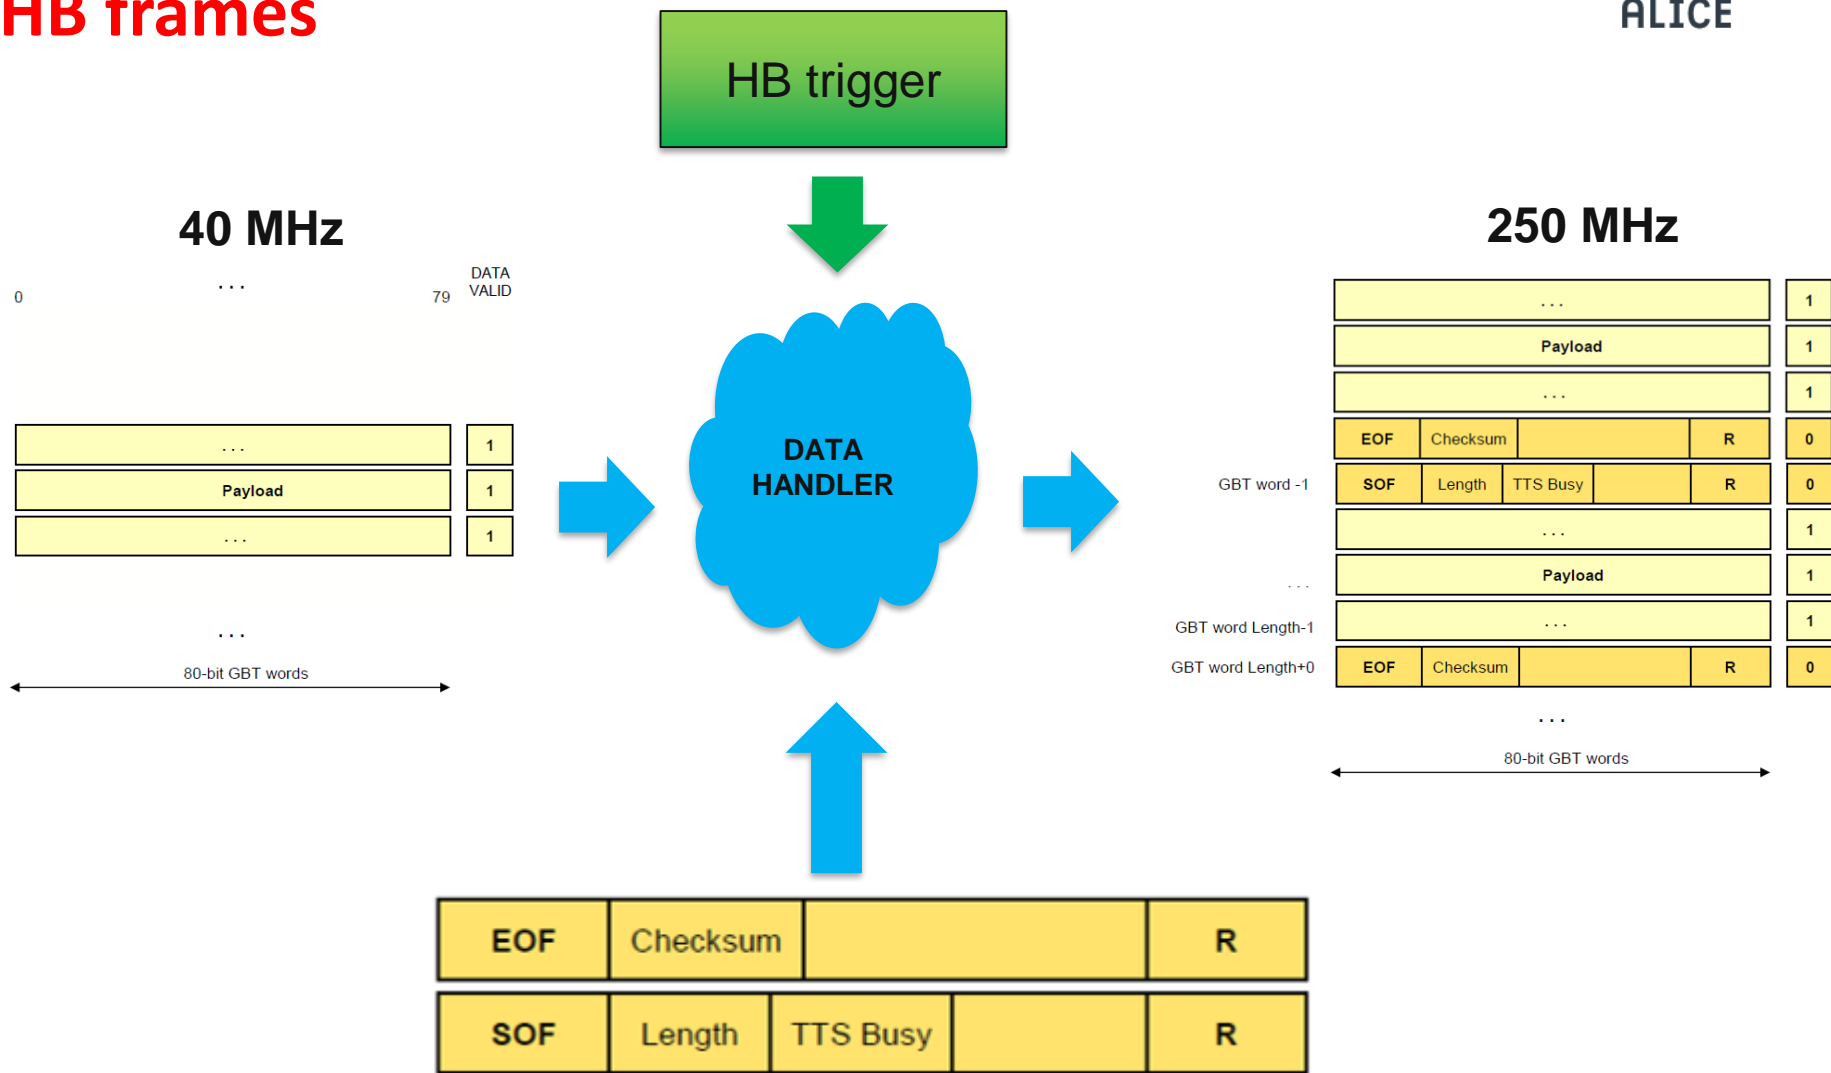 HB frames
ALICE
HB trigger
40 MHz
250 MHz
0
. . .
79
DATA
VALID
. . . 1
Payload 1
. . . 1
. . .
80-bit GBT words
DATA
HANDLER
. . . 1
Payload 1
. . . 1
EOF Checksum R 0
GBT word -1 SOF Length TTS Busy R 0
. . . 1
. . . Payload 1
GBT word Length-1 . . . 1
GBT word Length+0 EOF Checksum R 0
. . .
80-bit GBT words
EOF Checksum R
SOF Length TTS Busy R